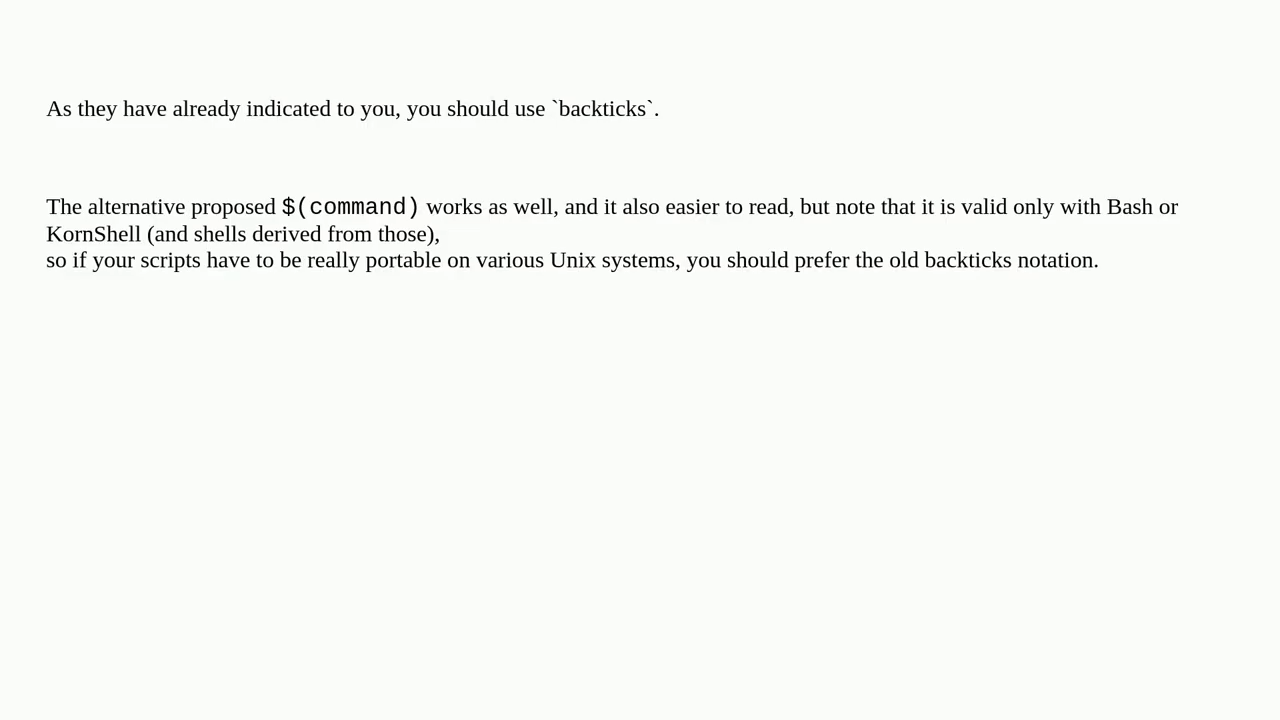 As they have already indicated to you, you should use `backticks`.
The alternative proposed $(command) works as well, and it also easier to read, but note that it is valid only with Bash or
KornShell (and shells derived from those),
so if your scripts have to be really portable on various Unix systems, you should prefer the old backticks notation.